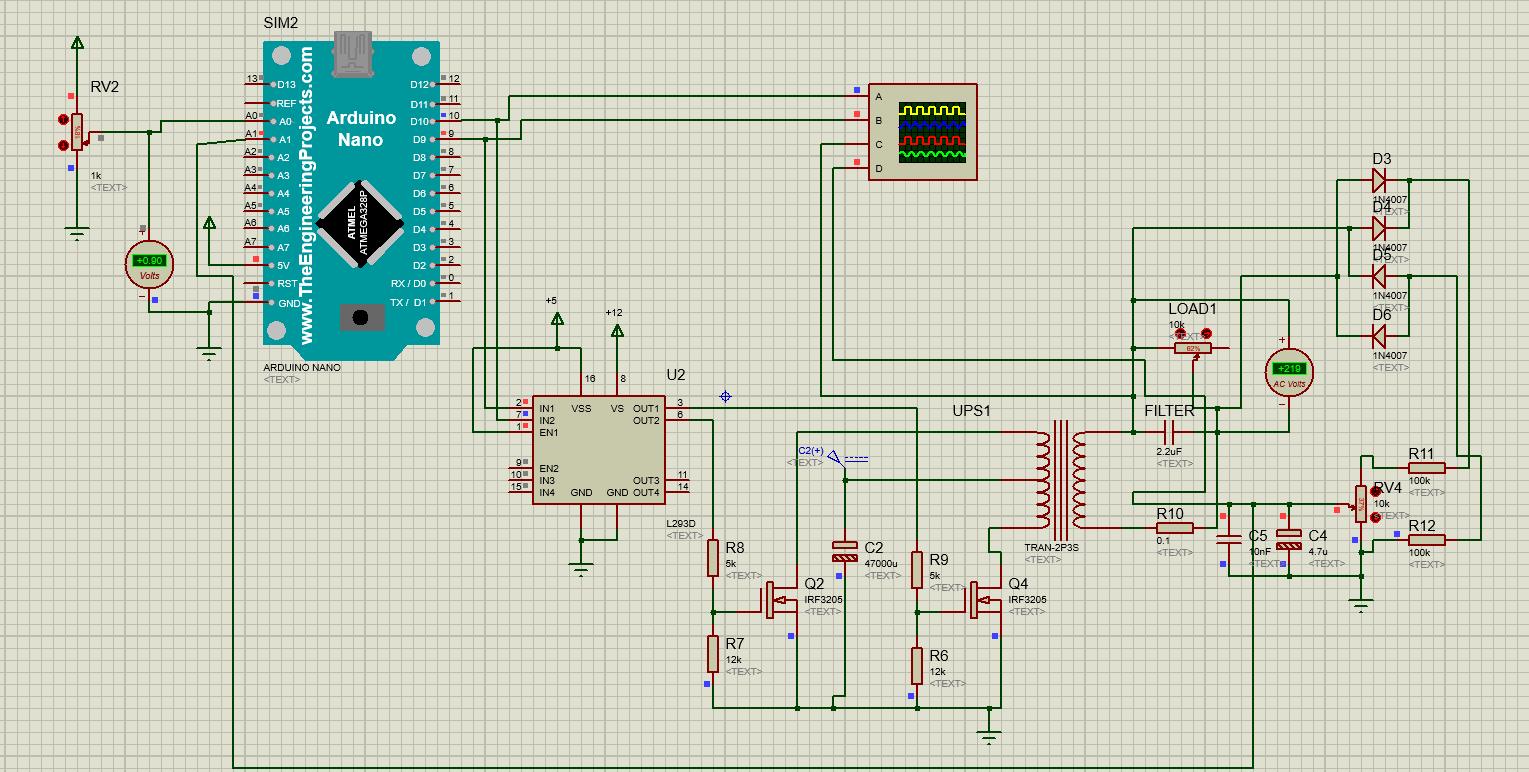 SIM2
RV2
18%
1k
<TEXT>
+0.90
Volts
www.TheEngineeringProjects.com
Arduino
Nano
ATMEL
ATMEGA328P
13 D13
REF
A0 A0
A1 A1
A2 A2
A3 A3
A4 A4
A5 A5
A6 A6
A7 A7
5V
RST
GND
D12 12
D11 11
D10 10
D9 9
D8 8
D7 7
D6 6
D5 5
D4 4
D3 3
D2 2
RX / D0 0
TX / D1 1
ARDUINO NANO
<TEXT>
A
B
C
D
+5
+12
16
8
U2
2 IN1
7 IN2
1 EN1
9 EN2
10 IN3
15 IN4
VSS
VS
OUT1 3
OUT2 6
OUT3 11
OUT4 14
GND
GND
L293D
<TEXT>
C2(+)
<TEXT>
R8
5k
<TEXT>
R7
12k
<TEXT>
Q2
IRF3205
<TEXT>
C2
47000u
<TEXT>
R9
5k
<TEXT>
R6
12k
<TEXT>
Q4
IRF3205
<TEXT>
UPS1
TRAN-2P3S
<TEXT>
LOAD1
10k
<TEXT>
62%
FILTER
2.2uF
<TEXT>
+219
AC Volts
D3
1N4007
<TEXT>
D4
1N4007
<TEXT>
D5
1N4007
<TEXT>
D6
1N4007
<TEXT>
R10
0.1
<TEXT>
C5
10nF
<TEXT>
C4
4.7u
<TEXT>
RV4
10k
<TEXT>
R11
100k
<TEXT>
R12
100k
<TEXT>